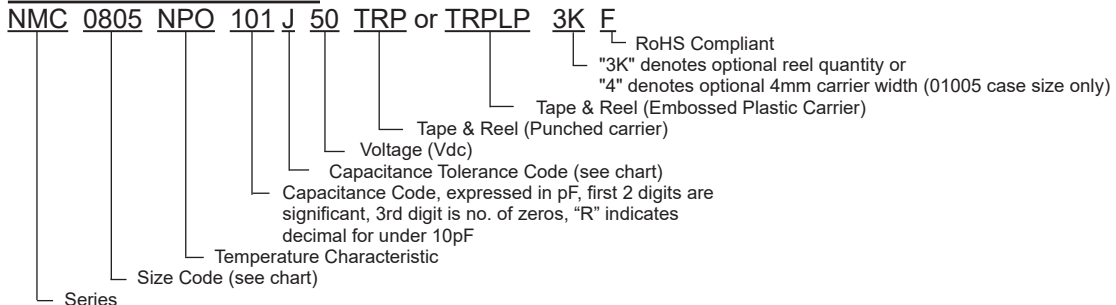 NMC 0805 NPO 101 J 50 TRP or TRPLP 3K F
RoHS Compliant
"3K" denotes optional reel quantity or
"4" denotes optional 4mm carrier width (01005 case size only)
Tape & Reel (Embossed Plastic Carrier)
Tape & Reel (Punched carrier)
Voltage (Vdc)
Capacitance Tolerance Code (see chart)
Capacitance Code, expressed in pF, first 2 digits are
significant, 3rd digit is no. of zeros, “R” indicates
decimal for under 10pF
Temperature Characteristic
Size Code (see chart)
Series